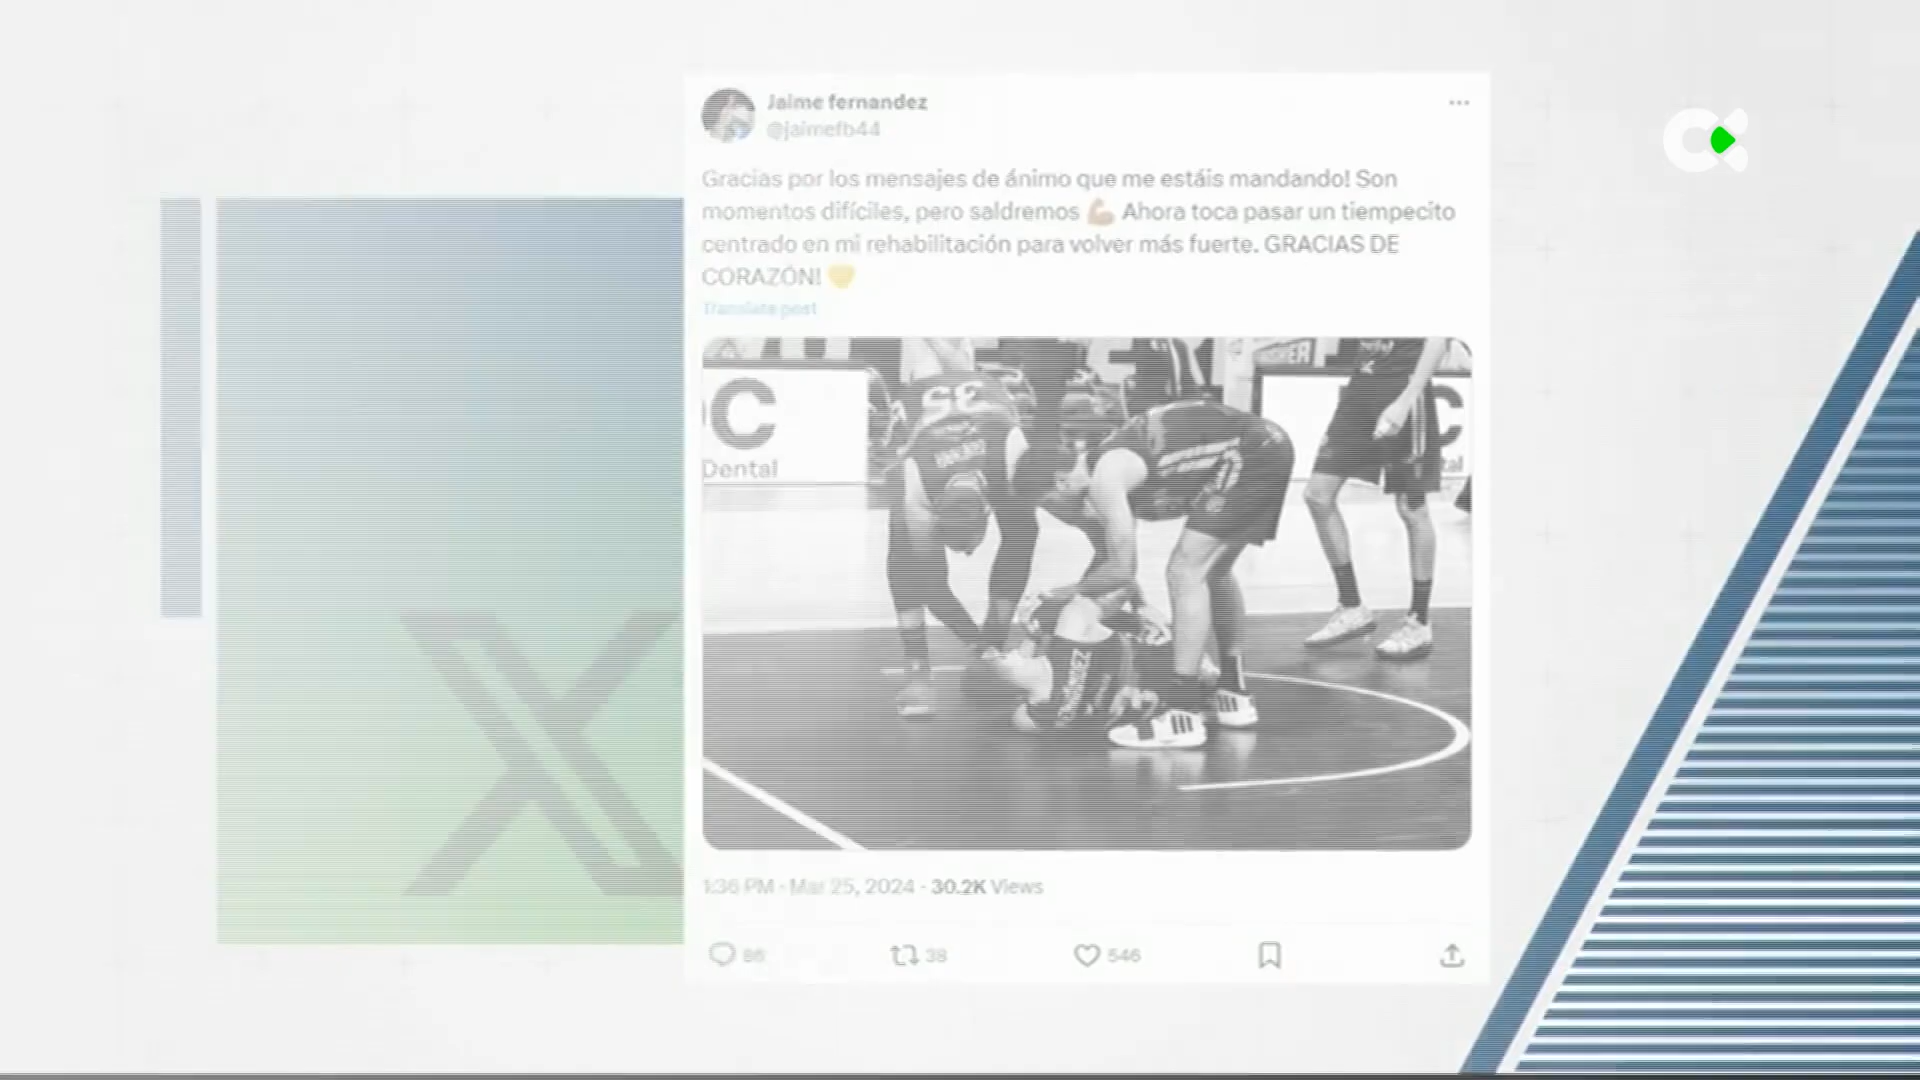 Jaime fernandez
@jaimefb44
Gracias por los mensajes de ánimo que me estáis mandando! Son
momentos difíciles, pero saldremos 💪🏽 Ahora toca pasar un tiempecito
centrado en mi rehabilitación para volver más fuerte. GRACIAS DE
CORAZÓN! 💛
Translate post
C
Dental
32
1:36 PM · Mar 25, 2024 · 30.2K Views
86 38 546